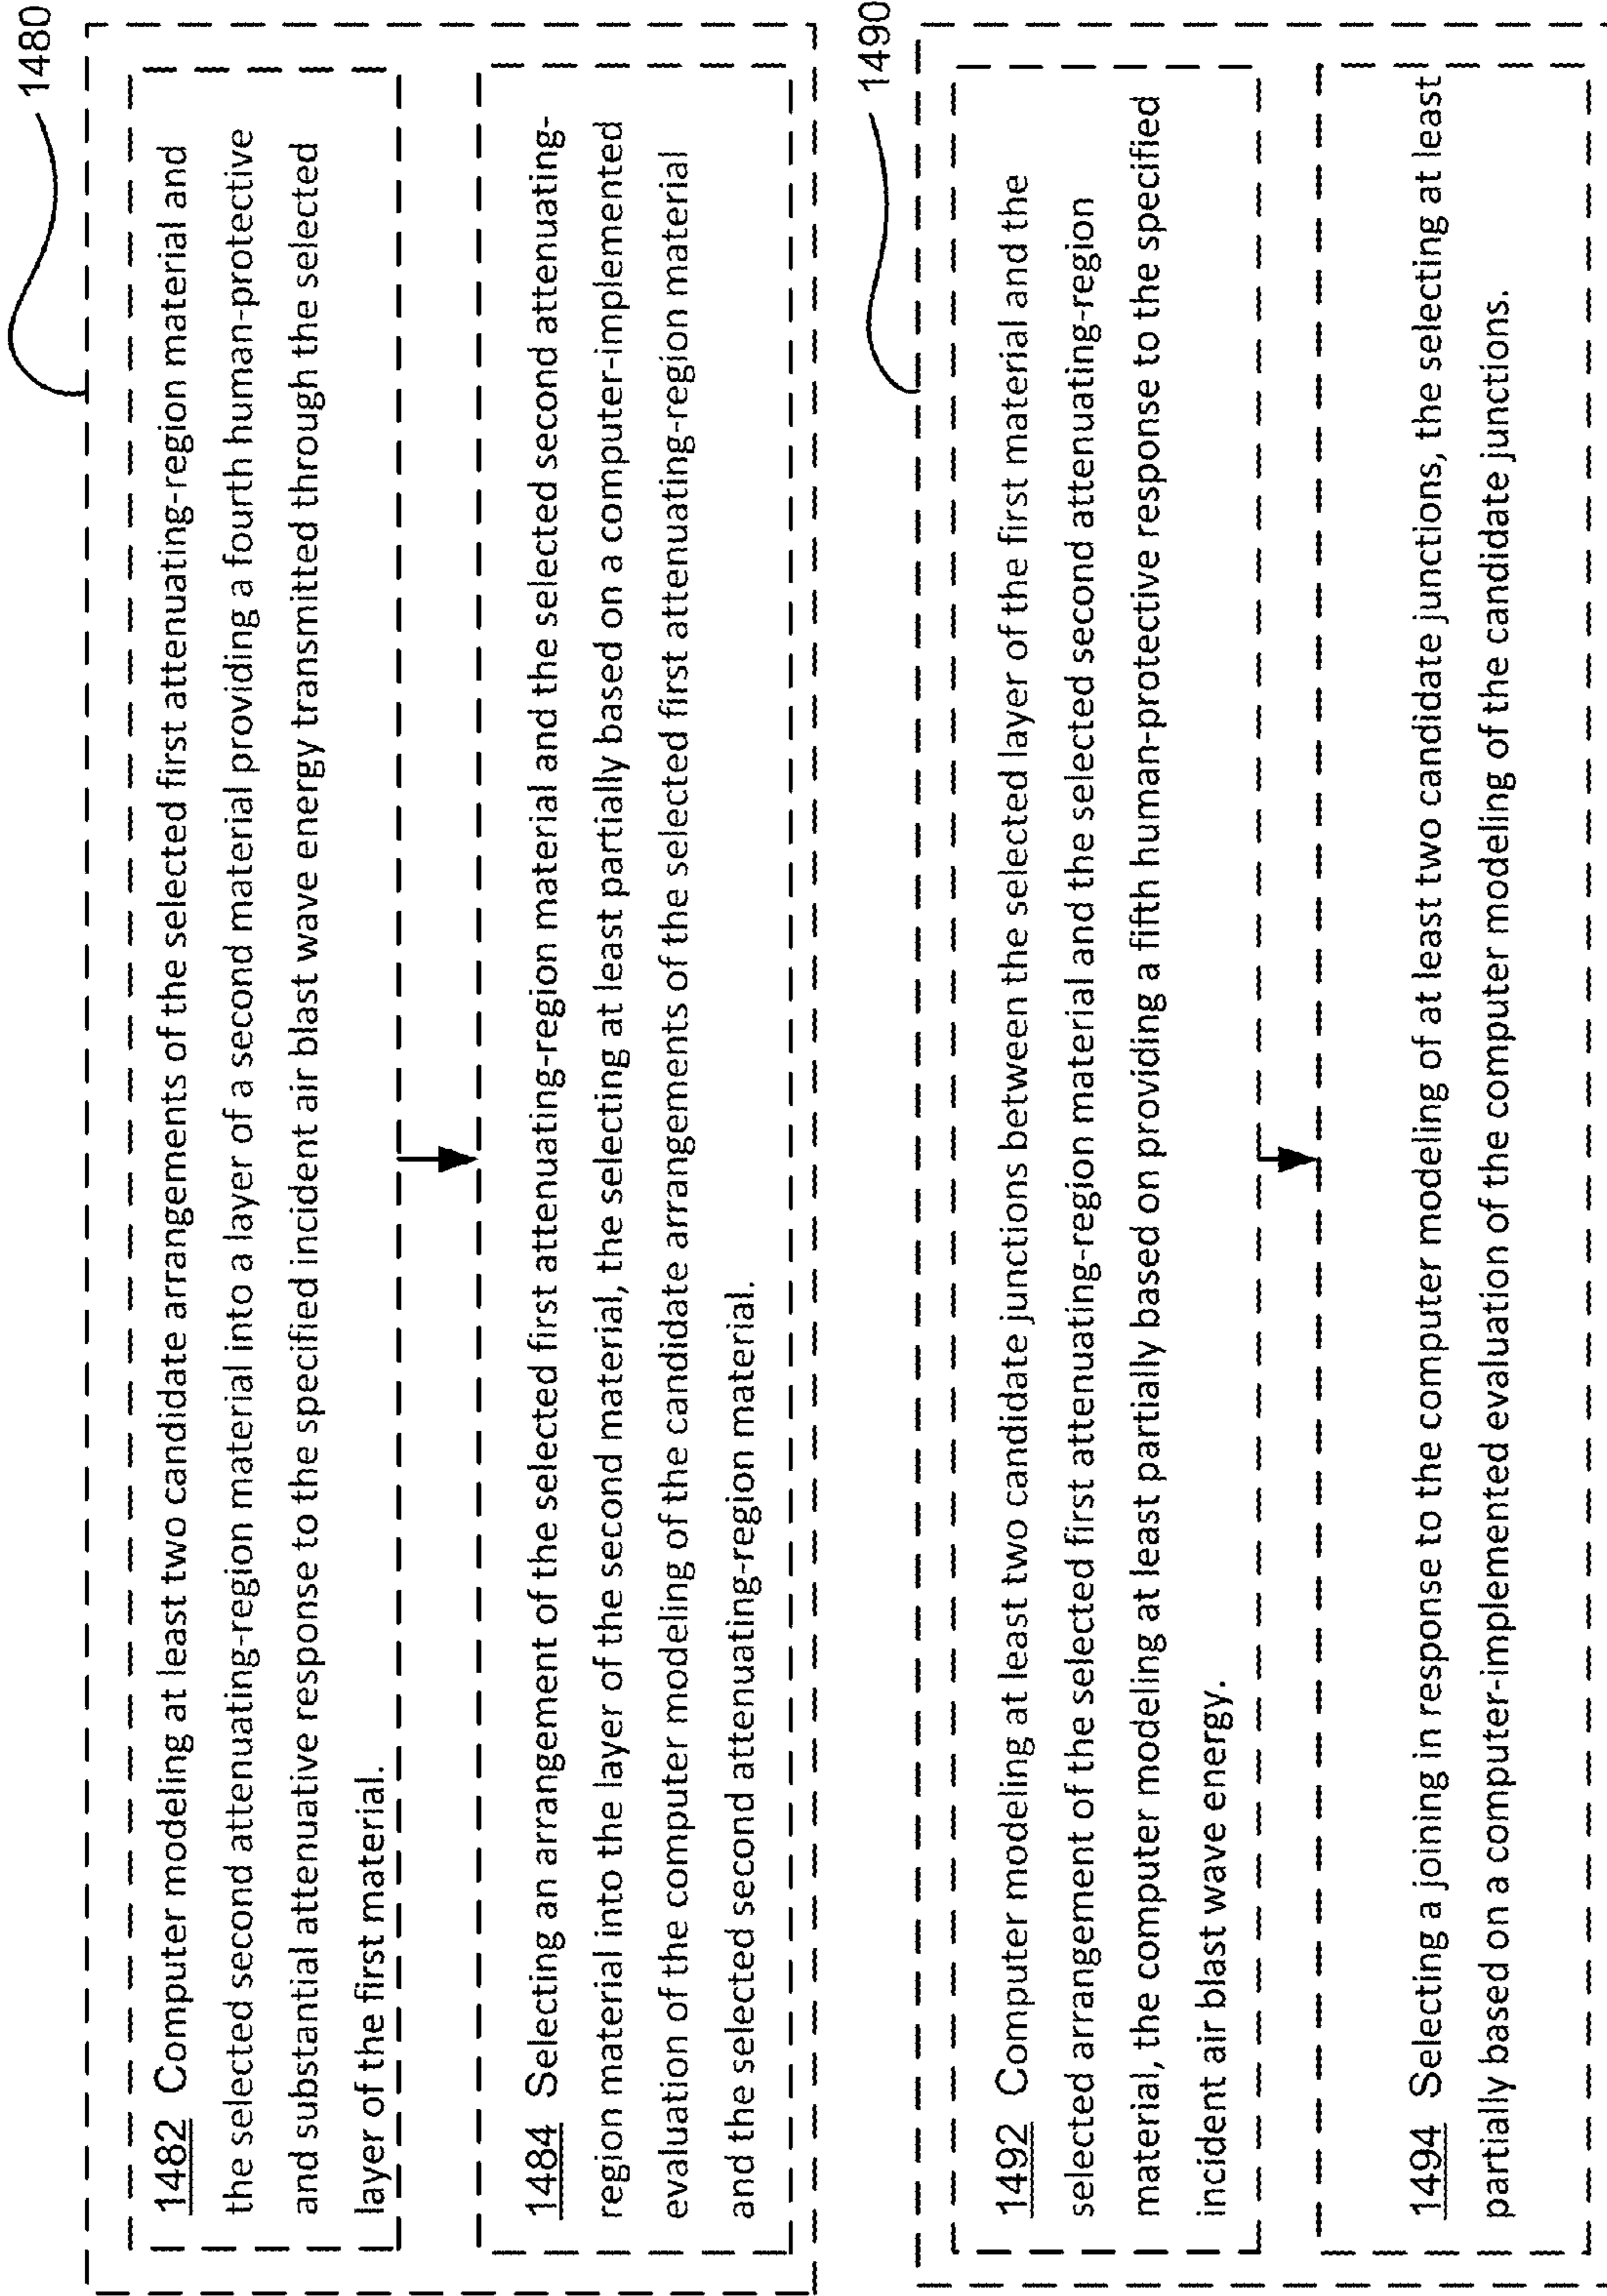 1480
1482 Computer modeling at least two candidate arrangements of the selected first attenuating-region material and
the selected second attenuating-region material into a layer of a second material providing a fourth human-protective
and substantial attenuative response to the specified incident air blast wave energy transmitted through the selected
layer of the first material.
1484 Selecting an arrangement of the selected first attenuating-region material and the selected second attenuating-
region material into the layer of the second material, the selecting at least partially based on a computer-implemented
evaluation of the computer modeling of the candidate arrangements of the selected first attenuating-region material
and the selected second attenuating-region material.
1490
1492 Computer modeling at least two candidate junctions between the selected layer of the first material and the
selected arrangement of the selected first attenuating-region material and the selected second attenuating-region
material, the computer modeling at least partially based on providing a fifth human-protective response to the specified
incident air blast wave energy.
1494 Selecting a joining in response to the computer modeling of at least two candidate junctions, the selecting at least
partially based on a computer-implemented evaluation of the computer modeling of the candidate junctions.